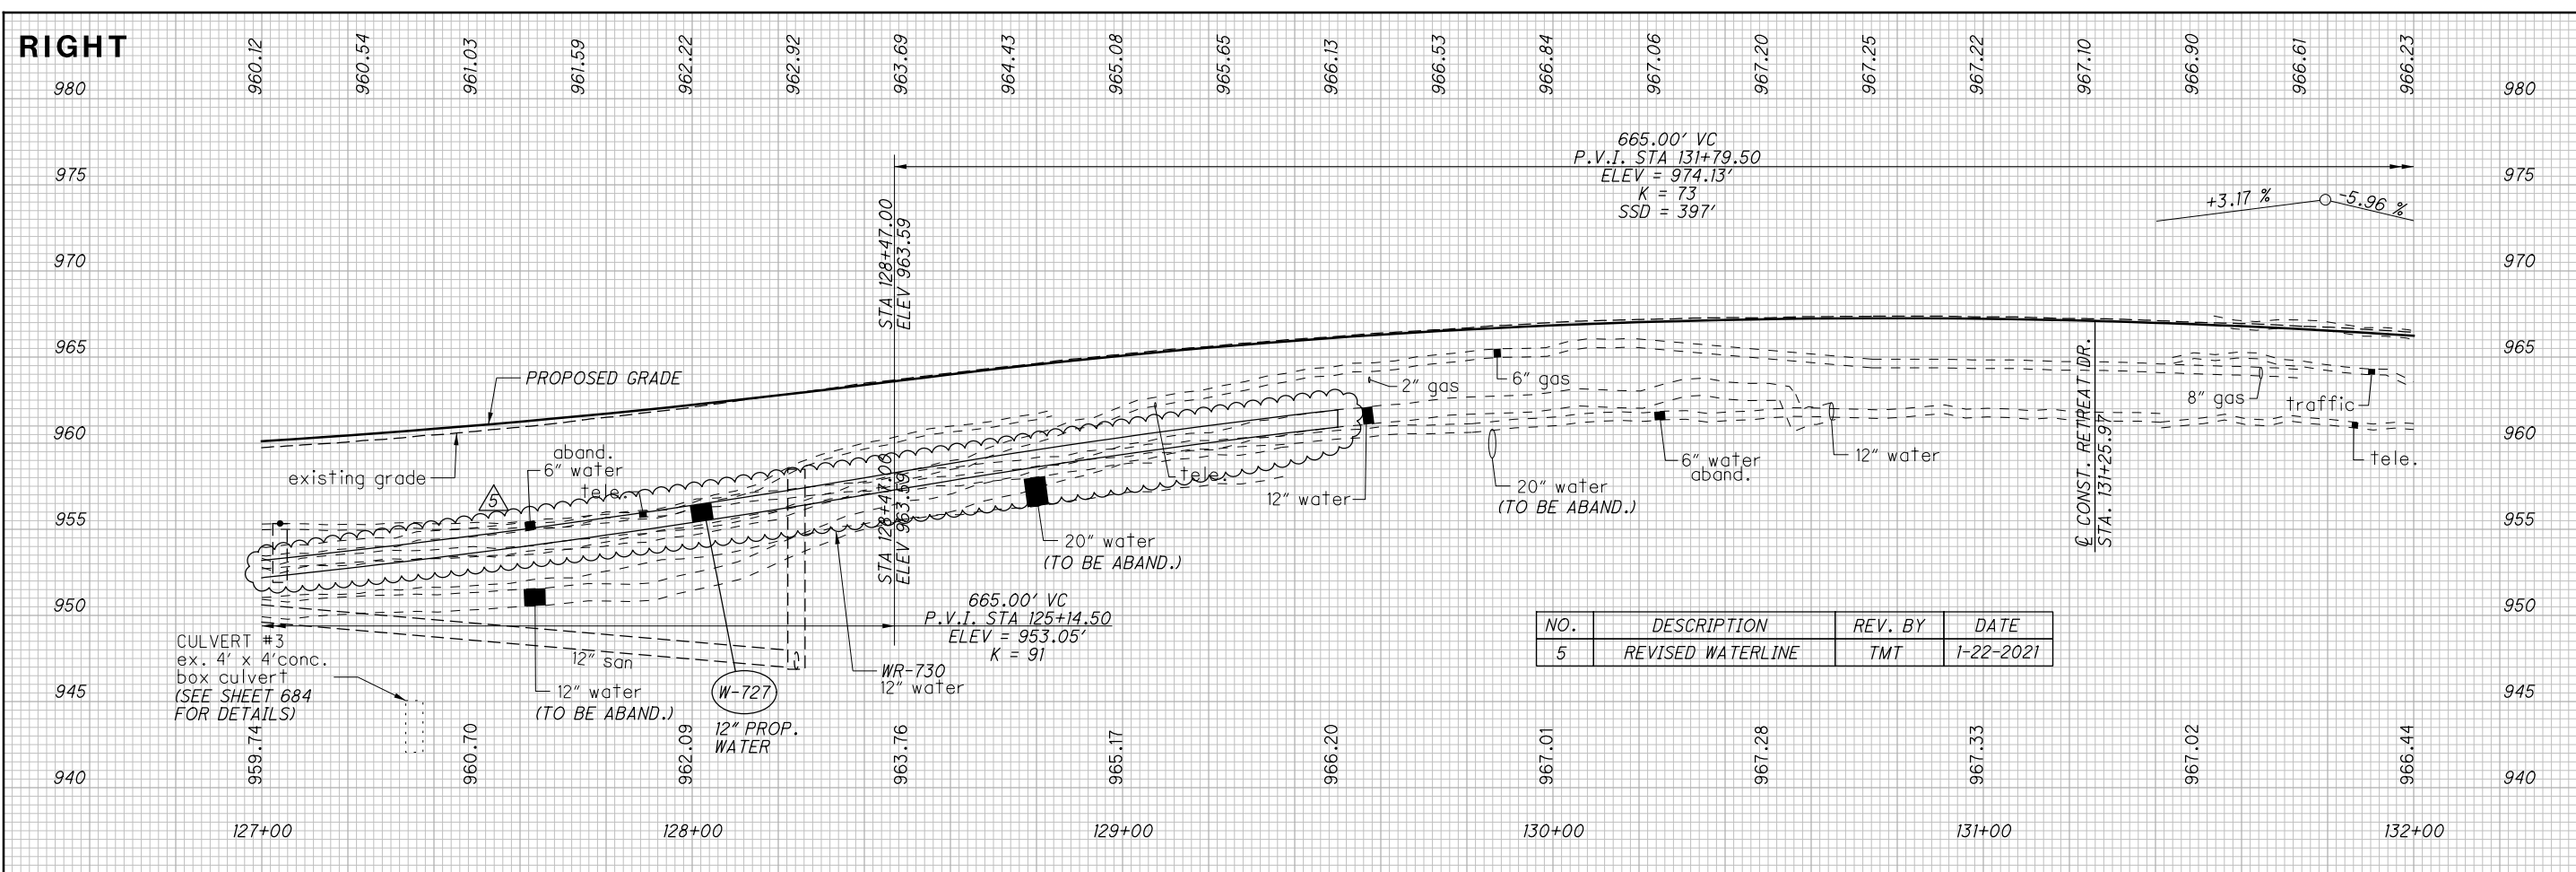 RIGHT
960.12
960.54
961.03
961.59
962.22
962.92
963.69
964.43
965.08
965.65
966.13
966.53
966.84
967.06
967.20
967.25
967.22
967.10
966.90
966.61
966.23
980
980
975
975
970
970
965
965
960
960
955
955
950
950
945
945
940
940
665.00' VC
P.V.I. STA 131+79.50
ELEV = 974.13'
K = 73
SSD = 397'
+3.17 %
-5.96 %
STA 128+47.00
ELEV 963.59
PROPOSED GRADE
existing grade
5
aband.
6" water
tele.
2" gas
6" gas
8" gas
traffic
tele.
tele.
12" water
20" water
(TO BE ABAND.)
6" water
aband.
12" water
℄ CONST. RETREAT DR.
STA. 131+25.97
20" water
(TO BE ABAND.)
STA 128+47.00
ELEV 963.59
665.00' VC
P.V.I. STA 125+14.50
ELEV = 953.05'
K = 91
CULVERT #3
ex. 4' x 4'conc.
box culvert
(SEE SHEET 684
FOR DETAILS)
12" san
12" water
(TO BE ABAND.)
W-727
12" PROP.
WATER
WR-730
12" water
NO. DESCRIPTION REV. BY DATE
5 REVISED WATERLINE TMT 1-22-2021
959.74
960.70
962.09
963.76
965.17
966.20
967.01
967.28
967.33
967.02
966.44
127+00
128+00
129+00
130+00
131+00
132+00